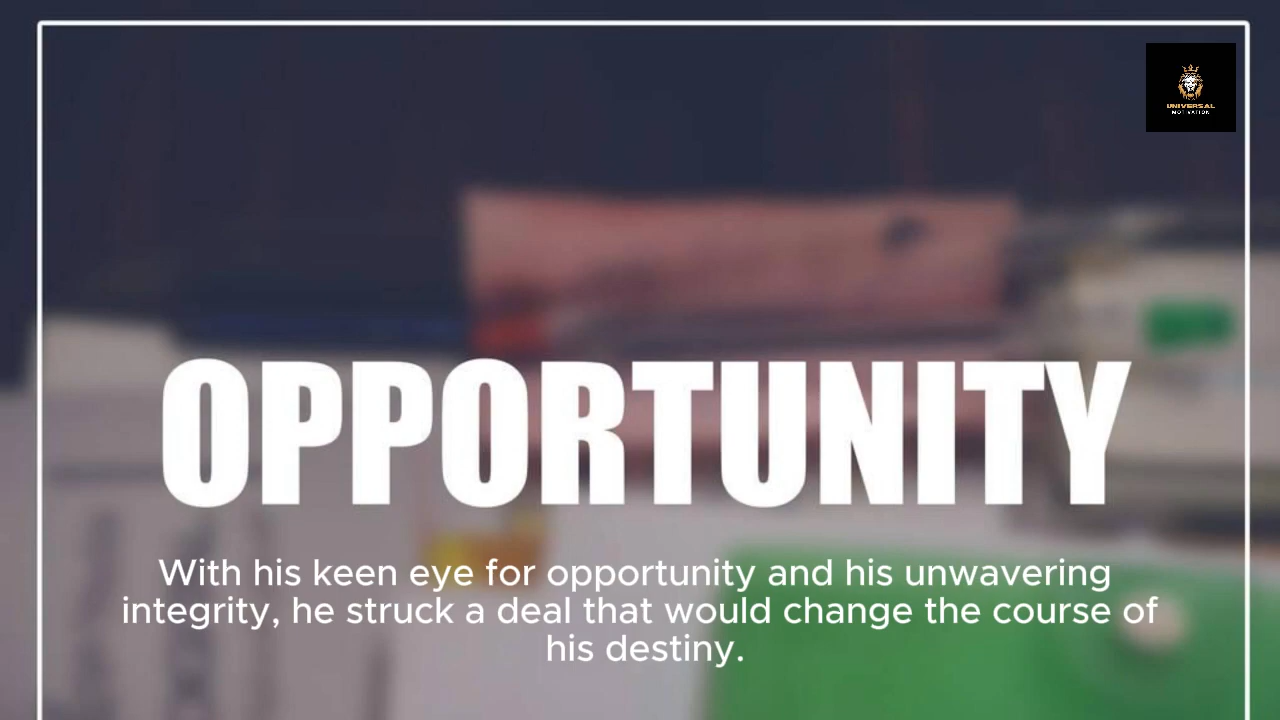 UNIVERSAL
MOTIVATION
OPPORTUNITY
With his keen eye for opportunity and his unwavering
integrity, he struck a deal that would change the course of
his destiny.